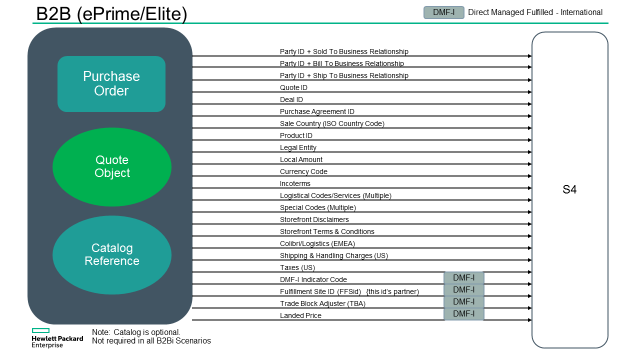 B2B (ePrime/Elite)
DMF-I Direct Managed Fulfilled - International
Purchase
Order
Quote
Object
Catalog
Reference
Party ID + Sold To Business Relationship
Party ID + Bill To Business Relationship
Party ID + Ship To Business Relationship
Quote ID
Deal ID
Purchase Agreement ID
Sale Country (ISO Country Code)
Product ID
Legal Entity
Local Amount
Currency Code
Incoterms
Logistical Codes/Services (Multiple)
Special Codes (Multiple)
Storefront Disclaimers
Storefront Terms & Conditions
Colibri/Logistics (EMEA)
Shipping & Handling Charges (US)
Taxes (US)
DMF-I Indicator Code DMF-I
Fulfillment Site ID (FFSid) (this id's partner) DMF-I
Trade Block Adjuster (TBA) DMF-I
Landed Price DMF-I
S4
Hewlett Packard
Enterprise
Note: Catalog is optional.
Not required in all B2Bi Scenarios